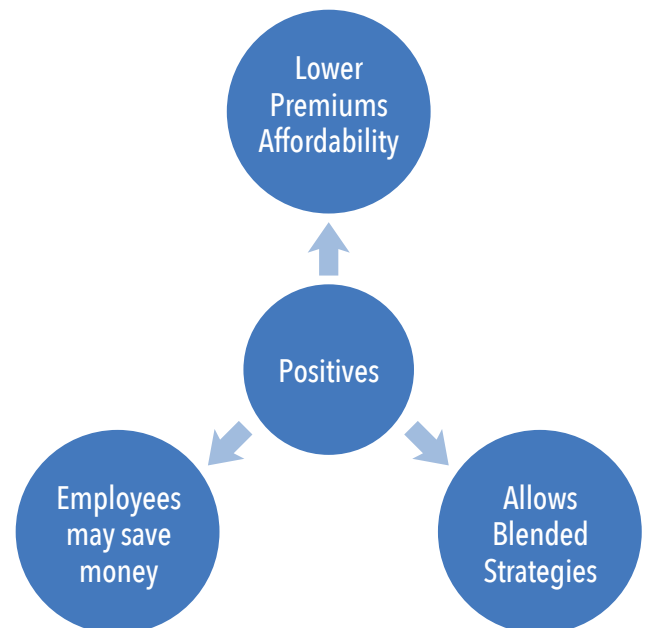 Lower
Premiums
Affordability
Positives
Employees
may save
money
Allows
Blended
Strategies